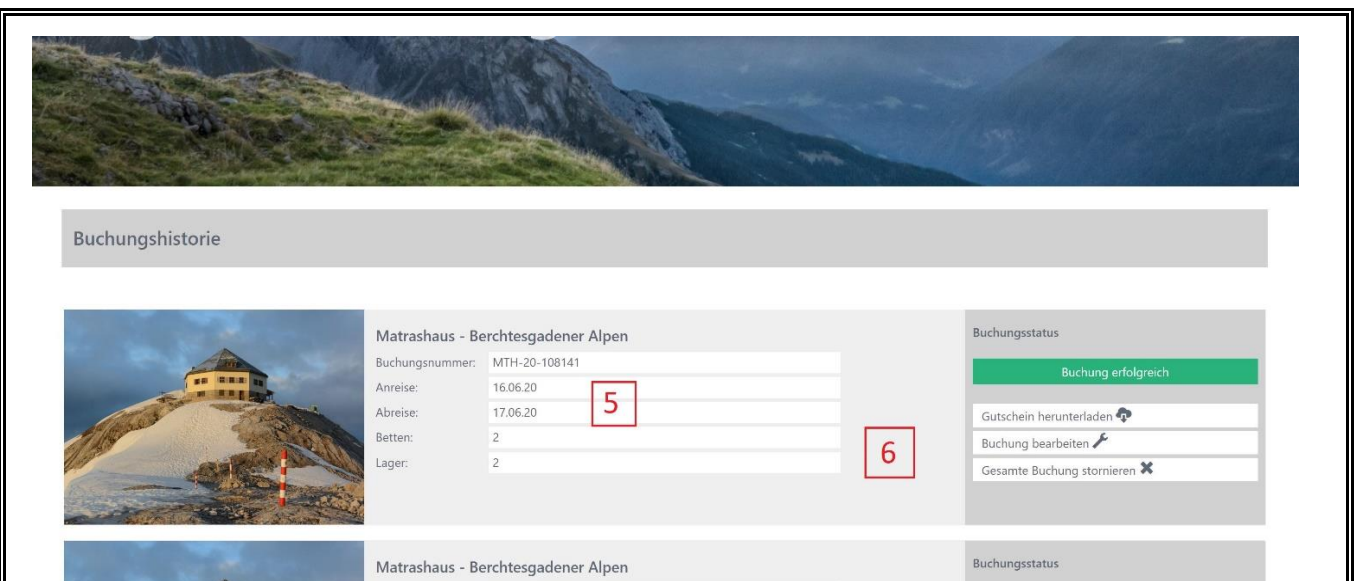 Buchungshistorie
Matrashaus - Berchtesgadener Alpen
Buchungsnummer: MTH-20-108141
Anreise: 16.06.20
5
Abreise: 17.06.20
Betten: 2
6
Lager: 2
Buchungsstatus
Buchung erfolgreich
Gutschein herunterladen
Buchung bearbeiten
Gesamte Buchung stornieren
Matrashaus - Berchtesgadener Alpen
Buchungsstatus